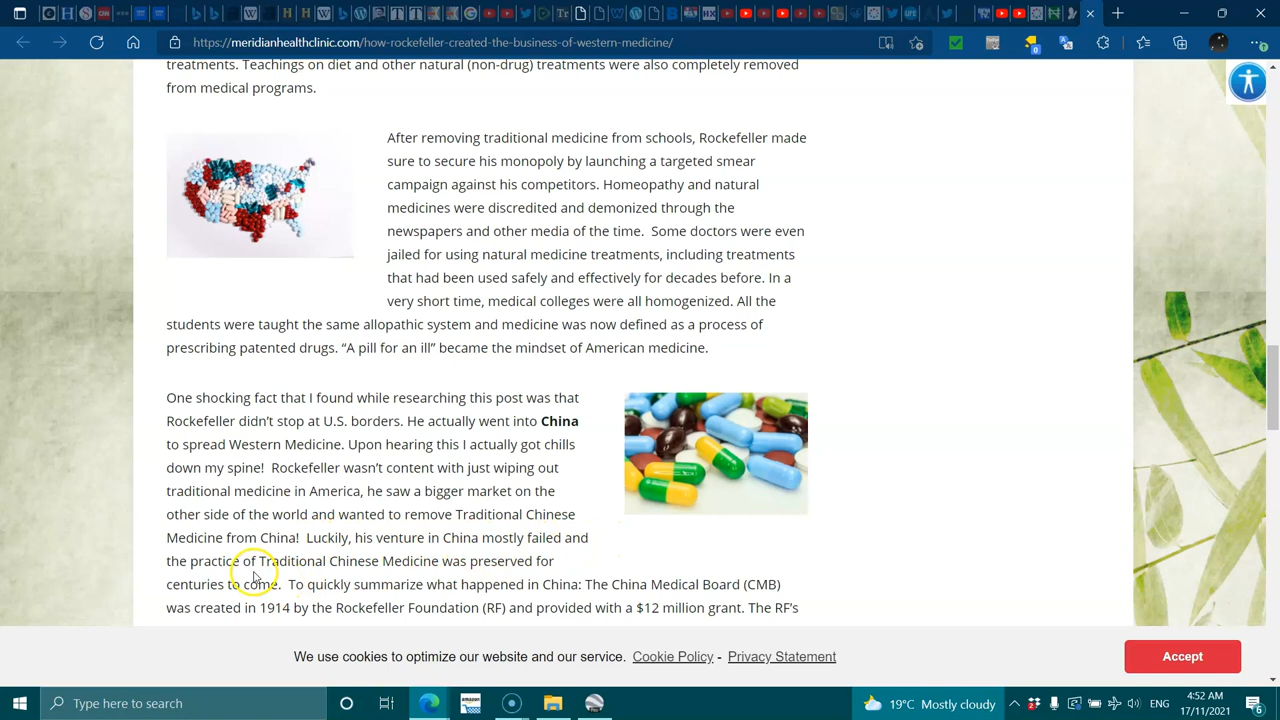 https://meridianhealthclinic.com/how-rockefeller-created-the-business-of-western-medicine/
treatments. Teachings on diet and other natural (non-drug) treatments were also completely removed
from medical programs.
After removing traditional medicine from schools, Rockefeller made
sure to secure his monopoly by launching a targeted smear
campaign against his competitors. Homeopathy and natural
medicines were discredited and demonized through the
newspapers and other media of the time.  Some doctors were even
jailed for using natural medicine treatments, including treatments
that had been used safely and effectively for decades before. In a
very short time, medical colleges were all homogenized. All the
students were taught the same allopathic system and medicine was now defined as a process of
prescribing patented drugs. “A pill for an ill” became the mindset of American medicine.
One shocking fact that I found while researching this post was that
Rockefeller didn’t stop at U.S. borders. He actually went into China
to spread Western Medicine. Upon hearing this I actually got chills
down my spine!  Rockefeller wasn’t content with just wiping out
traditional medicine in America, he saw a bigger market on the
other side of the world and wanted to remove Traditional Chinese
Medicine from China!  Luckily, his venture in China mostly failed and
the practice of Traditional Chinese Medicine was preserved for
centuries to come.  To quickly summarize what happened in China: The China Medical Board (CMB)
was created in 1914 by the Rockefeller Foundation (RF) and provided with a $12 million grant. The RF’s
We use cookies to optimize our website and our service. Cookie Policy - Privacy Statement
Accept
Type here to search
amazon
19°C Mostly cloudy
ENG
4:52 AM
17/11/2021
6